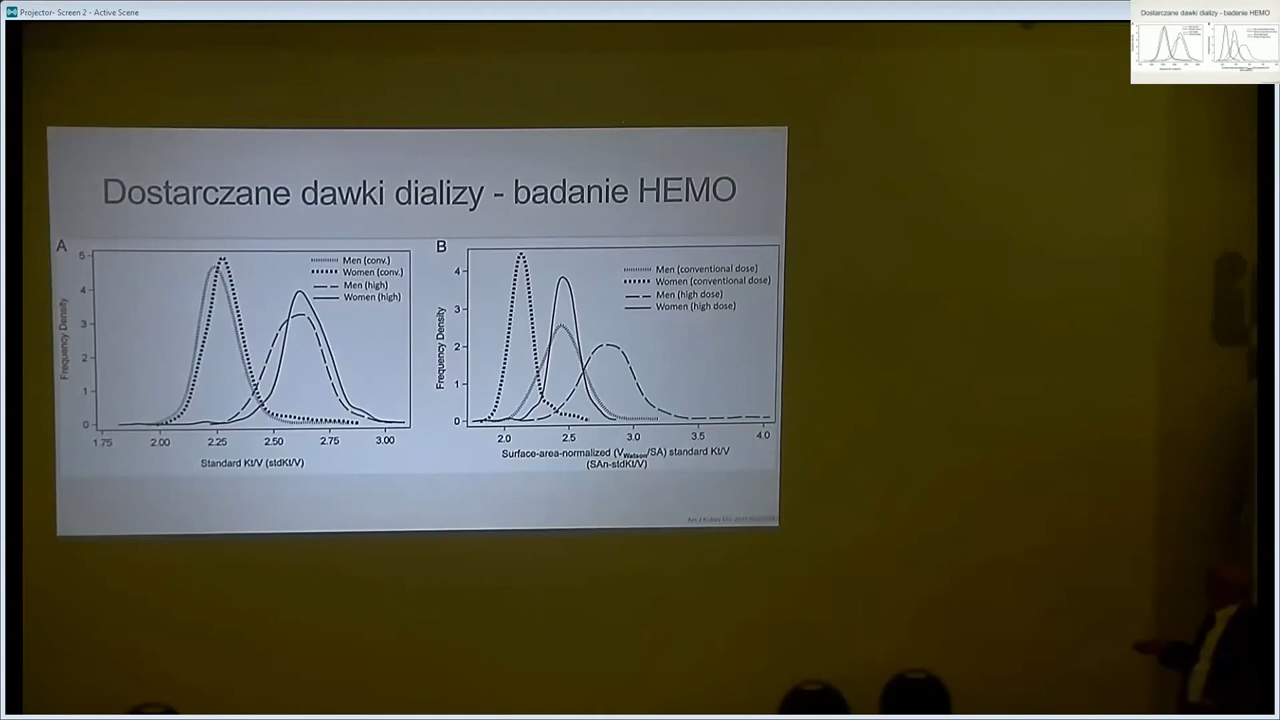 Projector- Screen 2 - Active Scene
Dostarczane dawki dializy - badanie HEMO
Dostarczane dawki dializy - badanie HEMO
A
5
4
3
2
1
0
Frequency Density
Men (conv.)
Women (conv.)
Men (high)
Women (high)
1.75 2.00 2.25 2.50 2.75 3.00
Standard Kt/V (stdKt/V)
B
4
3
2
1
0
Frequency Density
Men (conventional dose)
Women (conventional dose)
Men (high dose)
Women (high dose)
2.0 2.5 3.0 3.5 4.0
Surface-area-normalized (VWatson/SA) standard Kt/V
(SAn-stdKt/V)